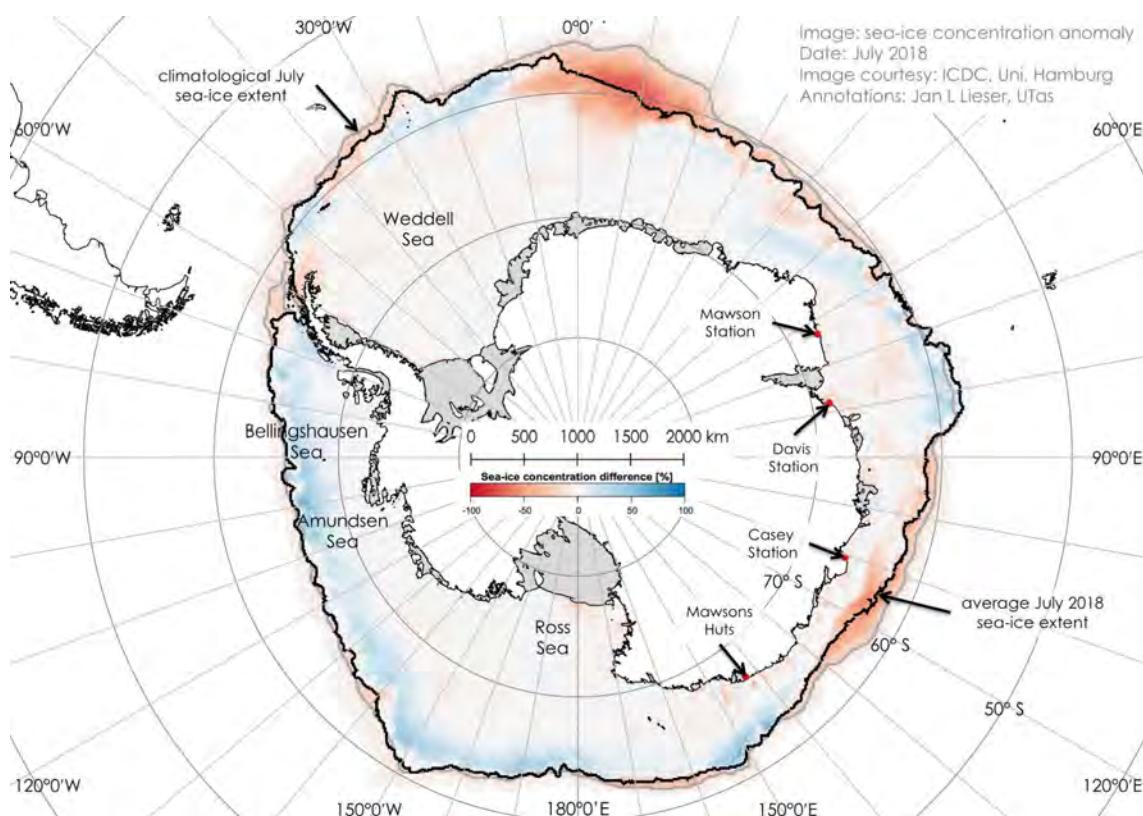 30°0'W
0°0'
Image: sea-ice concentration anomaly
Date: July 2018
Image courtesy: ICDC, Uni. Hamburg
Annotations: Jan L Lieser, UTas
climatological July
sea-ice extent
60°0'W
60°0'E
Weddell
Sea
Mawson
Station
0 500 1000 1500 2000 km
Sea-ice concentration difference [%]
-100 -50 0 50 100
Bellingshausen
Sea
Davis
Station
90°0'W
90°0'E
Amundsen
Sea
Casey
Station
70° S
average July 2018
sea-ice extent
Mawsons
Huts
Ross
Sea
60° S
50° S
120°0'W
120°0'E
150°0'W
180°0'E
150°0'E